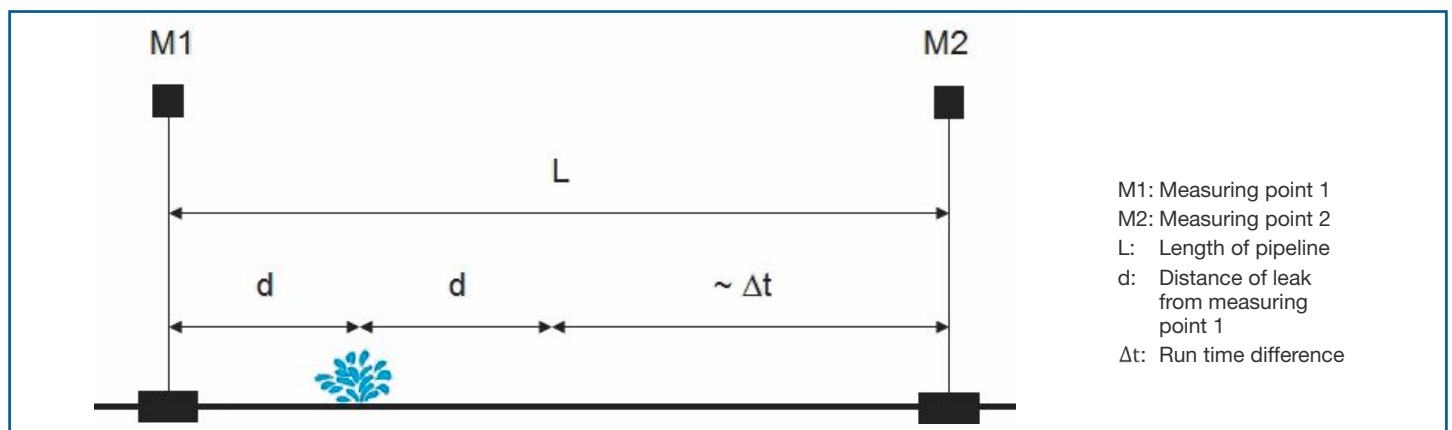 M1
M2
L
d
d
~ Δt
M1: Measuring point 1
M2: Measuring point 2
L: Length of pipeline
d: Distance of leak
from measuring
point 1
Δt: Run time difference